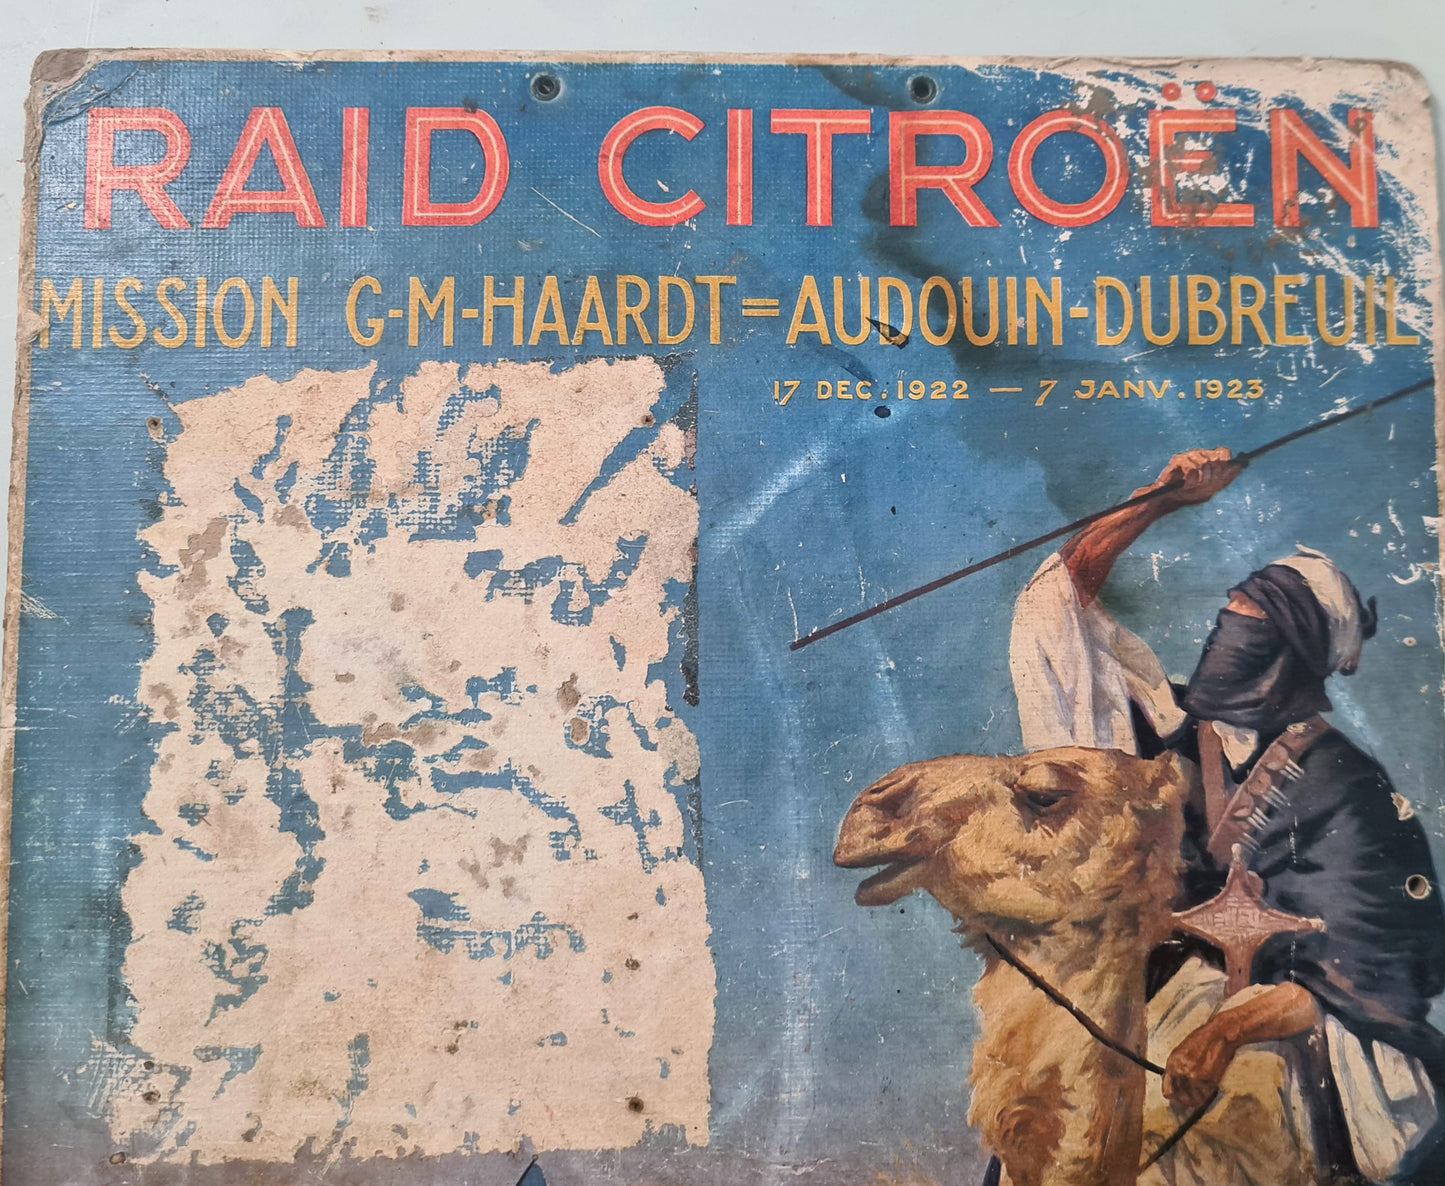 RAID CITROËN
MISSION G-M-HAARDT=AUDOUIN-DUBREUIL
17 DEC. 1922 — 7 JANV. 1923